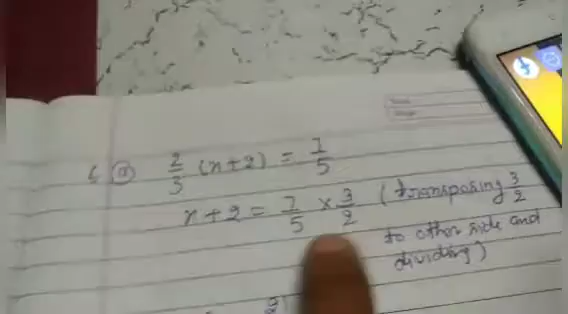 6 (a) 2/3 (x+2) = 7/5
x+2 = 7/5 × 3/2 (transposing 3/2
to other side and
dividing)